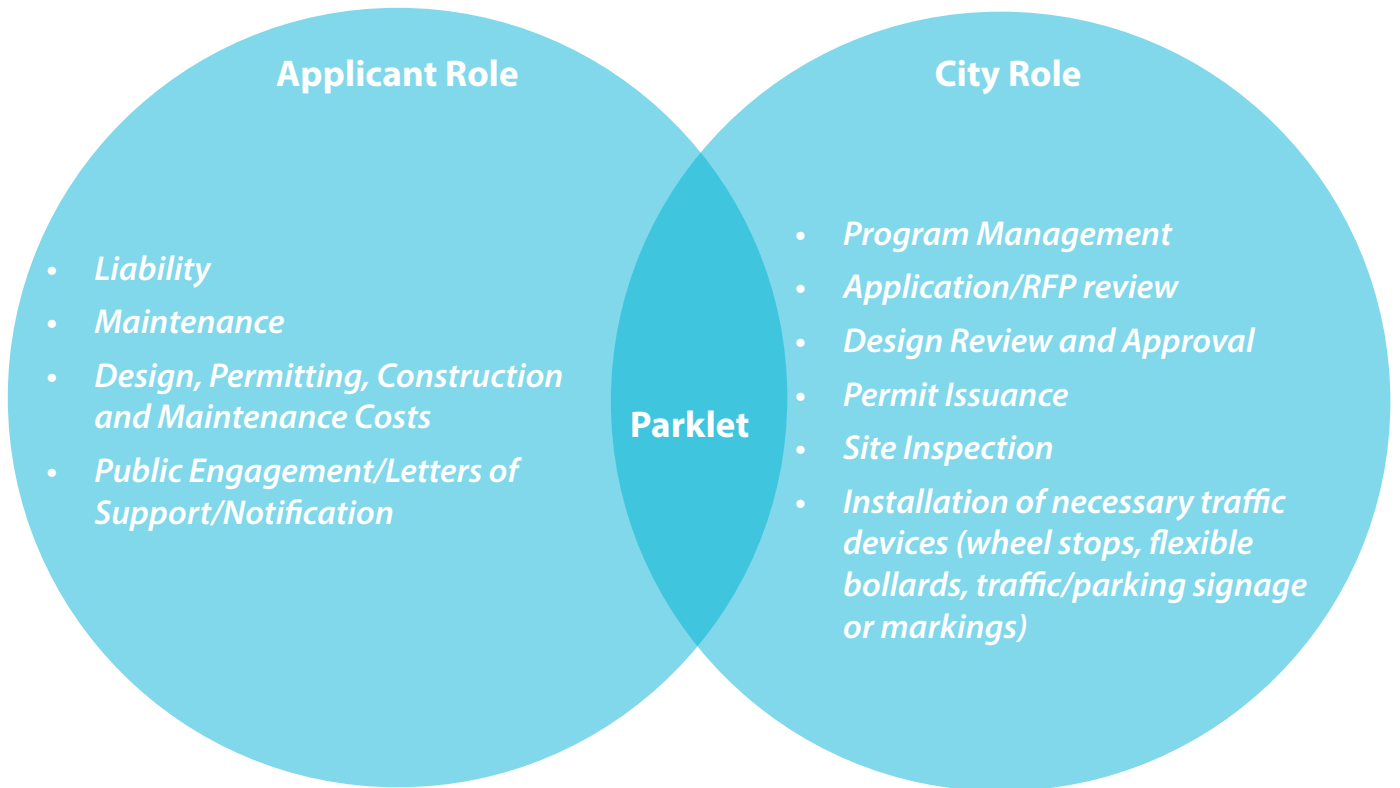 Applicant Role
• Liability
• Maintenance
• Design, Permitting, Construction
and Maintenance Costs
• Public Engagement/Letters of
Support/Notification
Parklet
City Role
• Program Management
• Application/RFP review
• Design Review and Approval
• Permit Issuance
• Site Inspection
• Installation of necessary traffic
devices (wheel stops, flexible
bollards, traffic/parking signage
or markings)